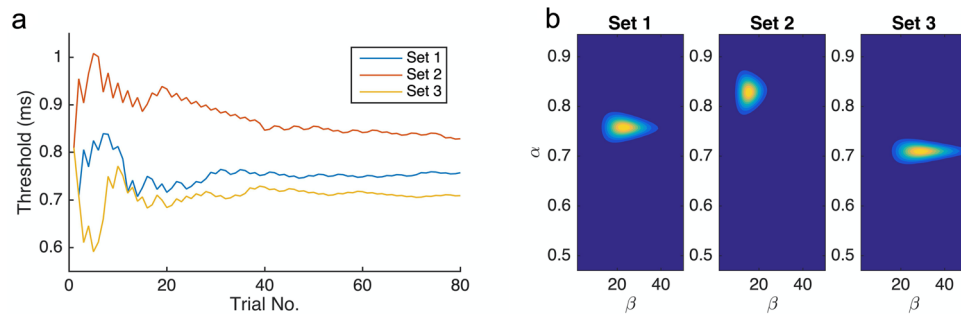 a
Threshold (ms)
1
0.9
0.8
0.7
0.6
0 20 40 60 80
Trial No.
Set 1
Set 2
Set 3
b
Set 1 Set 2 Set 3
α
0.9 0.9 0.9
0.8 0.8 0.8
0.7 0.7 0.7
0.6 0.6 0.6
0.5 0.5 0.5
20 40 20 40 20 40
β β β